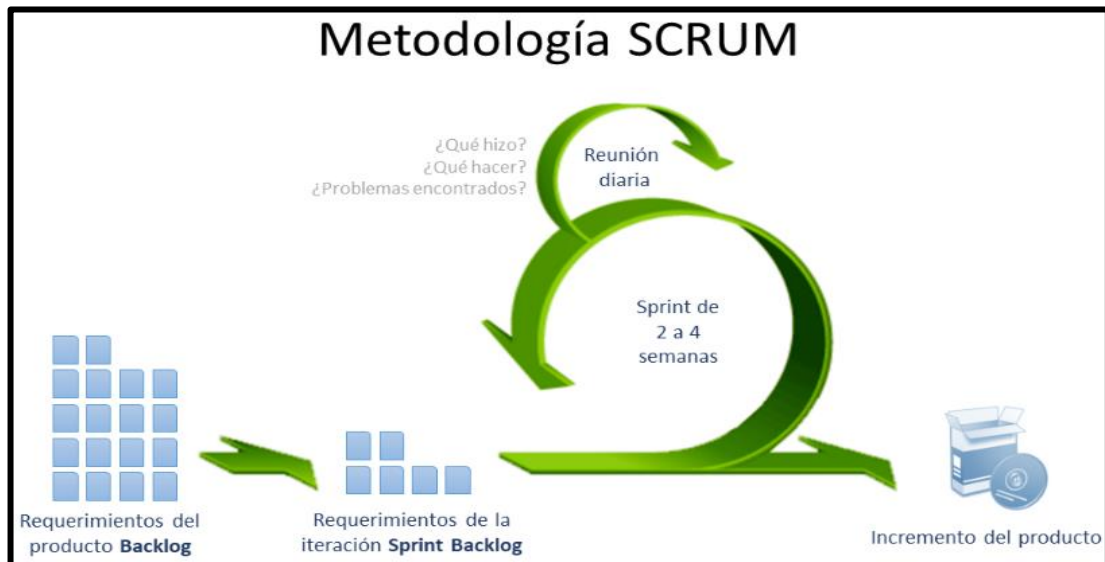 Metodología SCRUM
¿Qué hizo?
¿Qué hacer?
¿Problemas encontrados?
Reunión
diaria
Sprint de
2 a 4
semanas
Requerimientos del
producto Backlog
Requerimientos de la
iteración Sprint Backlog
Incremento del producto